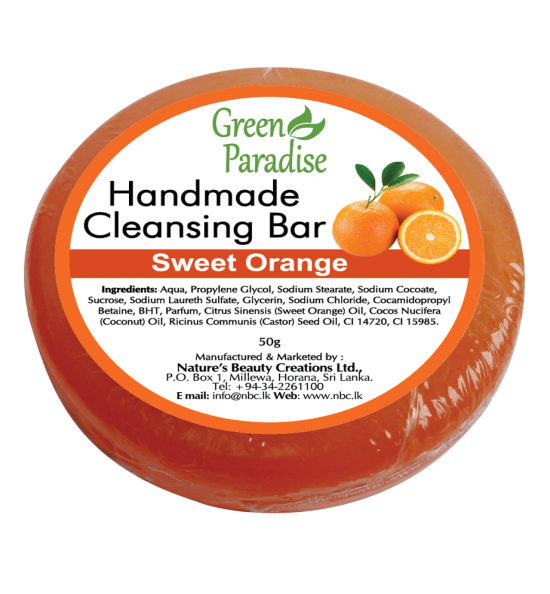 Green
Paradise
Handmade
Cleansing Bar
Sweet Orange
Ingredients: Aqua, Propylene Glycol, Sodium Stearate, Sodium Cocoate,
Sucrose, Sodium Laureth Sulfate, Glycerin, Sodium Chloride, Cocamidopropyl
Betaine, BHT, Parfum, Citrus Sinensis (Sweet Orange) Oil, Cocos Nucifera
(Coconut) Oil, Ricinus Communis (Castor) Seed Oil, CI 14720, CI 15985.
50g
Manufactured & Marketed by :
Nature's Beauty Creations Ltd.,
P.O. Box 1, Millewa, Horana, Sri Lanka.
Tel: +94-34-2261100
E mail: info@nbc.lk Web: www.nbc.lk